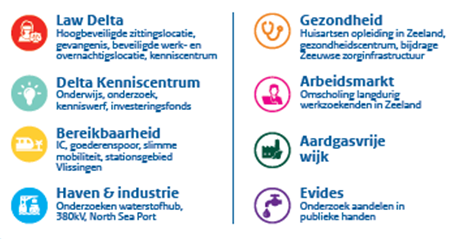 Law Delta
Hoogbeveiligde zittingslocatie,
gevangenis, beveiligde werk- en
overnachtigslocatie, kenniscentrum
Delta Kenniscentrum
Onderwijs, onderzoek,
kenniswerf, investeringsfonds
Bereikbaarheid
IC, goederenspoor, slimme
mobiliteit, stationsgebied
Vlissingen
Haven & industrie
Onderzoeken waterstofhub,
380kV, North Sea Port
Gezondheid
Huisartsen opleiding in Zeeland,
gezondheidscentrum, bijdrage
Zeeuwse zorginfrastructuur
Arbeidsmarkt
Omscholing langdurig
werkzoekenden in Zeeland
Aardgasvrije
wijk
Evides
Onderzoek aandelen in
publieke handen